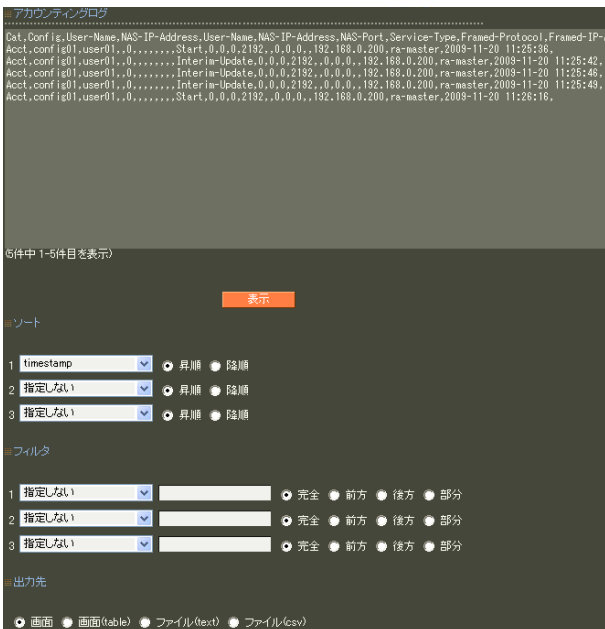 アカウンティングログ
Cat,Config,User-Name,NAS-IP-Address,User-Name,NAS-IP-Address,NAS-Port,Service-Type,Framed-Protocol,Framed-IP-
Acct,config01,user01,,0,,,,,,,Start,0,0,0,2192,,0,0,0,,192.168.0.200,ra-master,2009-11-20 11:25:36,
Acct,config01,user01,,0,,,,,,,Interim-Update,0,0,0,2192,,0,0,0,,192.168.0.200,ra-master,2009-11-20 11:25:42,
Acct,config01,user01,,0,,,,,,,Interim-Update,0,0,0,2192,,0,0,0,,192.168.0.200,ra-master,2009-11-20 11:25:46,
Acct,config01,user01,,0,,,,,,,Interim-Update,0,0,0,2192,,0,0,0,,192.168.0.200,ra-master,2009-11-20 11:25:49,
Acct,config01,user01,,0,,,,,,,Start,0,0,0,2192,,0,0,0,,192.168.0.200,ra-master,2009-11-20 11:26:16,
(5件中 1-5件目を表示)
表示
ソート
1 timestamp 昇順 降順
2 指定しない 昇順 降順
3 指定しない 昇順 降順
フィルタ
1 指定しない 完全 前方 後方 部分
2 指定しない 完全 前方 後方 部分
3 指定しない 完全 前方 後方 部分
出力先
画面 画面(table) ファイル(text) ファイル(csv)